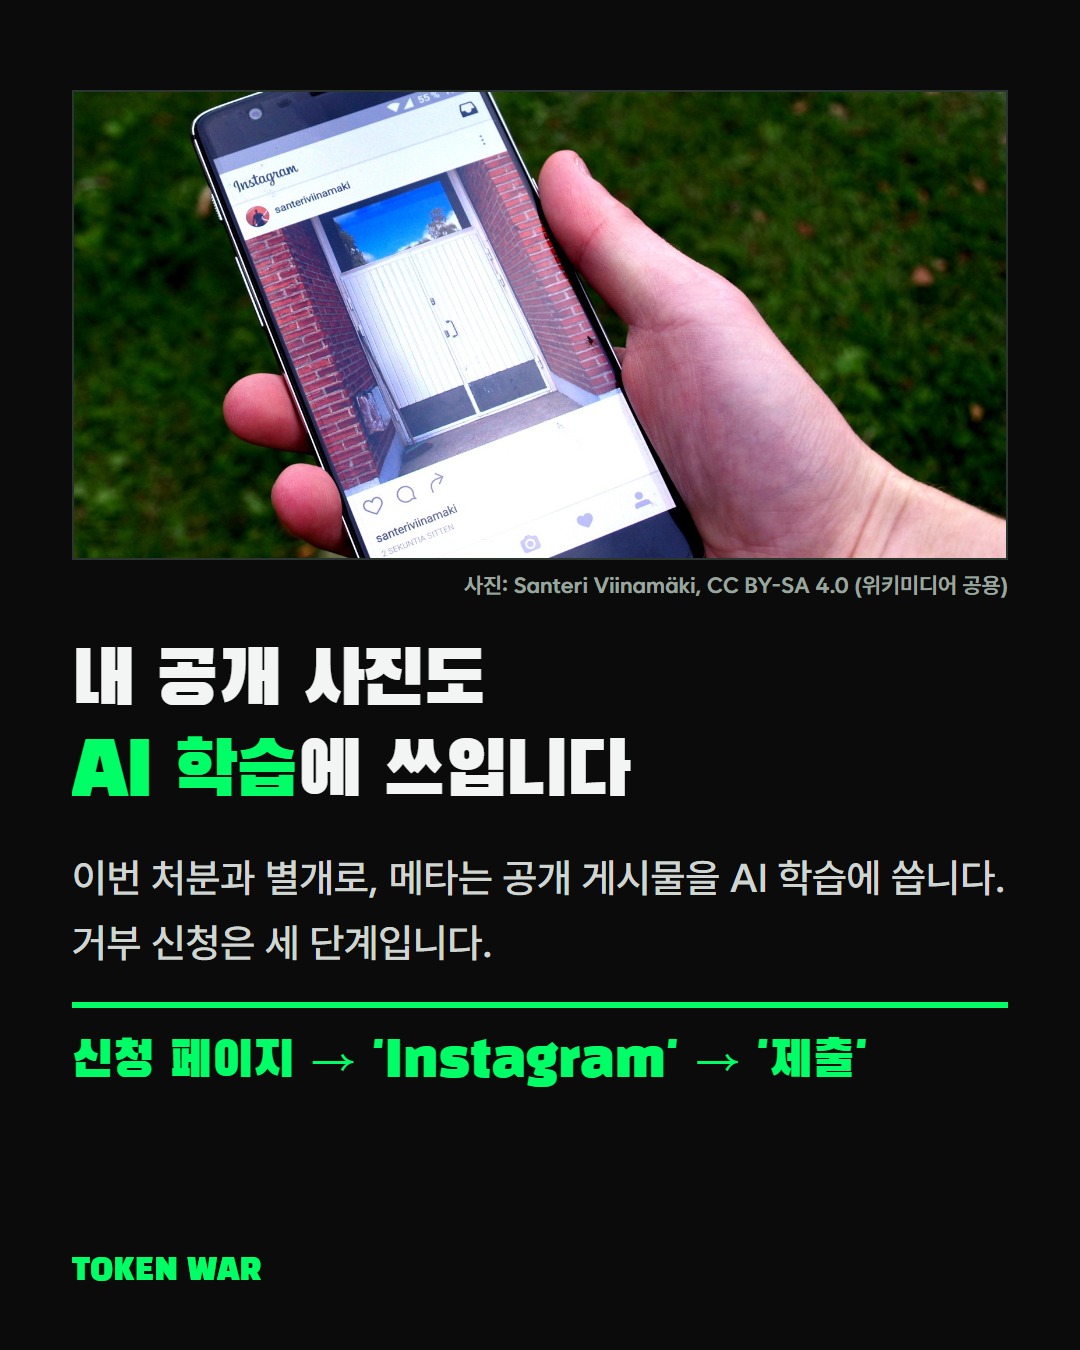 55 %
Instagram
santeriviinamaki
santeriviinamaki
2 SEKUNTIA SITTEN
사진: Santeri Viinamäki, CC BY-SA 4.0 (위키미디어 공용)
내 공개 사진도
AI 학습에 쓰입니다
이번 처분과 별개로, 메타는 공개 게시물을 AI 학습에 씁니다.
거부 신청은 세 단계입니다.
신청 페이지 → 'Instagram' → '제출'
TOKEN WAR